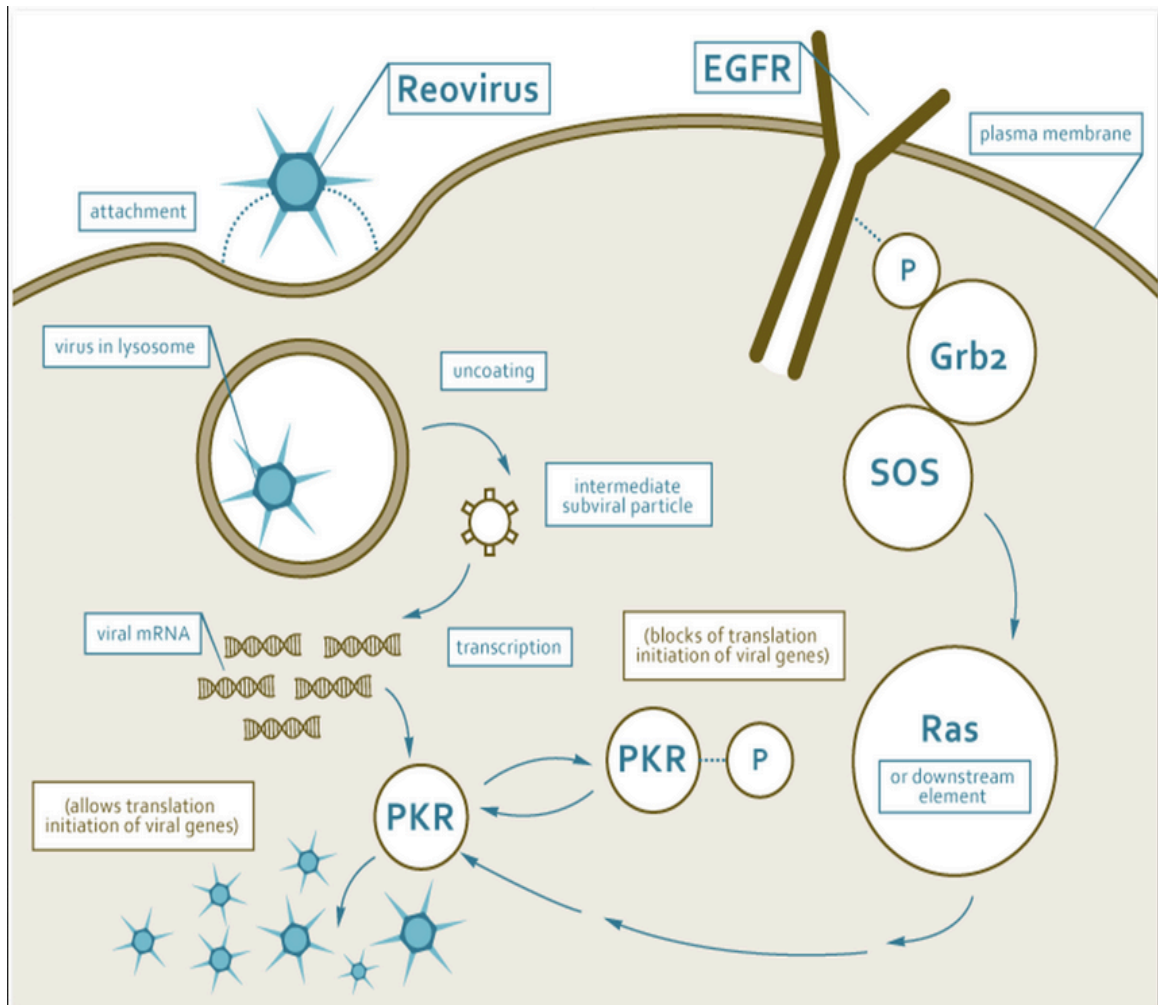 Reovirus
EGFR
plasma membrane
attachment
P
Grb2
virus in lysosome
uncoating
SOS
intermediate
subviral particle
viral mRNA
transcription
(blocks of translation
initiation of viral genes)
Ras
or downstream
element
PKR
P
(allows translation
initiation of viral genes)
PKR